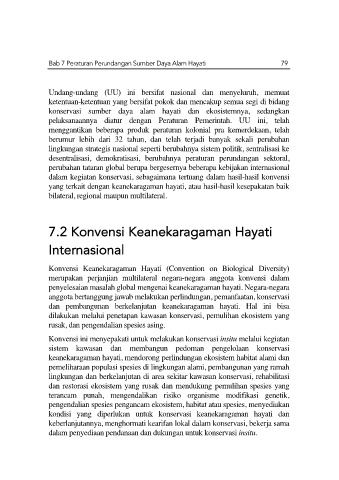 Bab 7 Peraturan Perundangan Sumber Daya Alam Hayati 79
Undang-undang (UU) ini bersifat nasional dan menyeluruh, memuat
ketentuan-ketentuan yang bersifat pokok dan mencakup semua segi di bidang
konservasi sumber daya alam hayati dan ekosistemnya, sedangkan
pelaksanaannya diatur dengan Peraturan Pemerintah. UU ini, telah
menggantikan beberapa produk peraturan kolonial pra kemerdekaan, telah
berumur lebih dari 32 tahun, dan telah terjadi banyak sekali perubahan
lingkungan strategis nasional seperti berubahnya sistem politik, sentralisasi ke
desentralisasi, demokratisasi, berubahnya peraturan perundangan sektoral,
perubahan tataran global berupa bergesernya beberapa kebijakan internasional
dalam kegiatan konservasi, sebagaimana tertuang dalam hasil-hasil konvensi
yang terkait dengan keanekaragaman hayati, atau hasil-hasil kesepakatan baik
bilateral, regional maupun multilateral.
7.2 Konvensi Keanekaragaman Hayati
Internasional
Konvensi Keanekaragaman Hayati (Convention on Biological Diversity)
merupakan perjanjian multilateral negara-negara anggota konvensi dalam
penyelesaian masalah global mengenai keanekaragaman hayati. Negara-negara
anggota bertanggung jawab melakukan perlindungan, pemanfaatan, konservasi
dan pembangunan berkelanjutan keanekaragaman hayati. Hal ini bisa
dilakukan melalui penetapan kawasan konservasi, pemulihan ekosistem yang
rusak, dan pengendalian spesies asing.
Konvensi ini menyepakati untuk melakukan konservasi insitu melalui kegiatan
sistem kawasan dan membangun pedoman pengelolaan konservasi
keanekaragaman hayati, mendorong perlindungan ekosistem habitat alami dan
pemeliharaan populasi spesies di lingkungan alami, pembangunan yang ramah
lingkungan dan berkelanjutan di area sekitar kawasan konservasi, rehabilitasi
dan restorasi ekosistem yang rusak dan mendukung pemulihan spesies yang
terancam punah, mengendalikan risiko organisme modifikasi genetik,
pengendalian spesies pengancam ekosistem, habitat atau spesies, menyediakan
kondisi yang diperlukan untuk konservasi keanekaragaman hayati dan
keberlanjutannya, menghormati kearifan lokal dalam konservasi, bekerja sama
dalam penyediaan pendanaan dan dukungan untuk konservasi insitu.